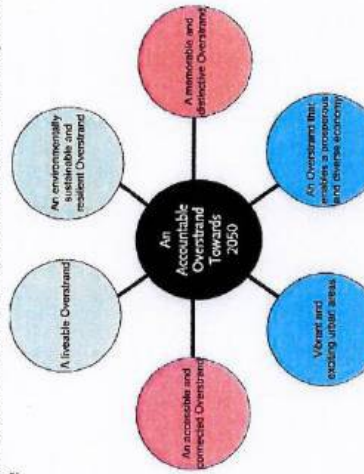 An
Accountable
Overstrand
Towards
2050
An environmentally
sustainable and
resilient Overstrand
A memorable and
distictive Overstrand
An Overstrand that
enables a prosperous
and diverse economy
Vibrant and
exciting urban areas
An accessible and
connected Overstrand
A liveable Overstrand